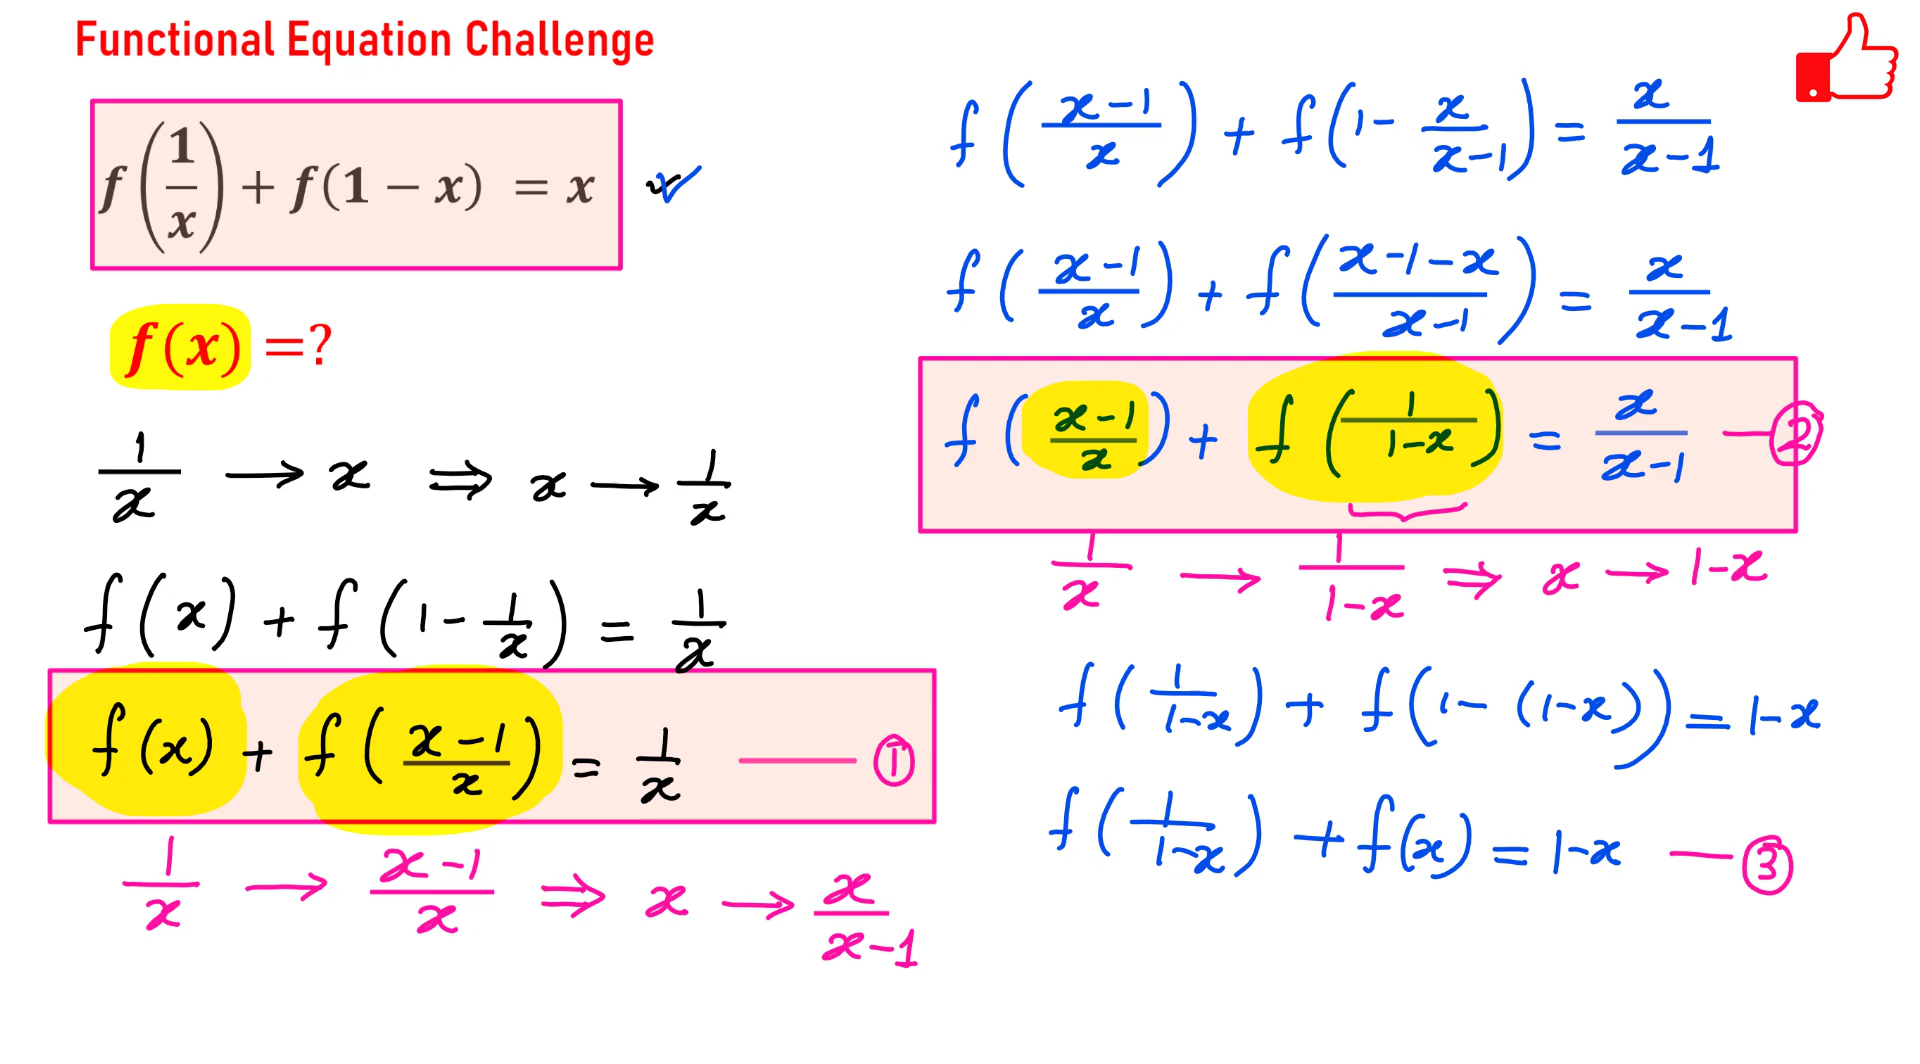 Functional Equation Challenge
f(1/x) + f(1 − x) = x
f(x) =?
1/x → x ⇒ x → 1/x
f(x) + f(1 − 1/x) = 1/x
f(x) + f((x−1)/x) = 1/x — ①
1/x → (x−1)/x ⇒ x → x/(x−1)
f((x−1)/x) + f(1 − x/(x−1)) = x/(x−1)
f((x−1)/x) + f((x−1−x)/(x−1)) = x/(x−1)
f((x−1)/x) + f(1/(1−x)) = x/(x−1) — ②
1/x → 1/(1−x) ⇒ x → 1−x
f(1/(1−x)) + f(1−(1−x)) = 1−x
f(1/(1−x)) + f(x) = 1−x — ③